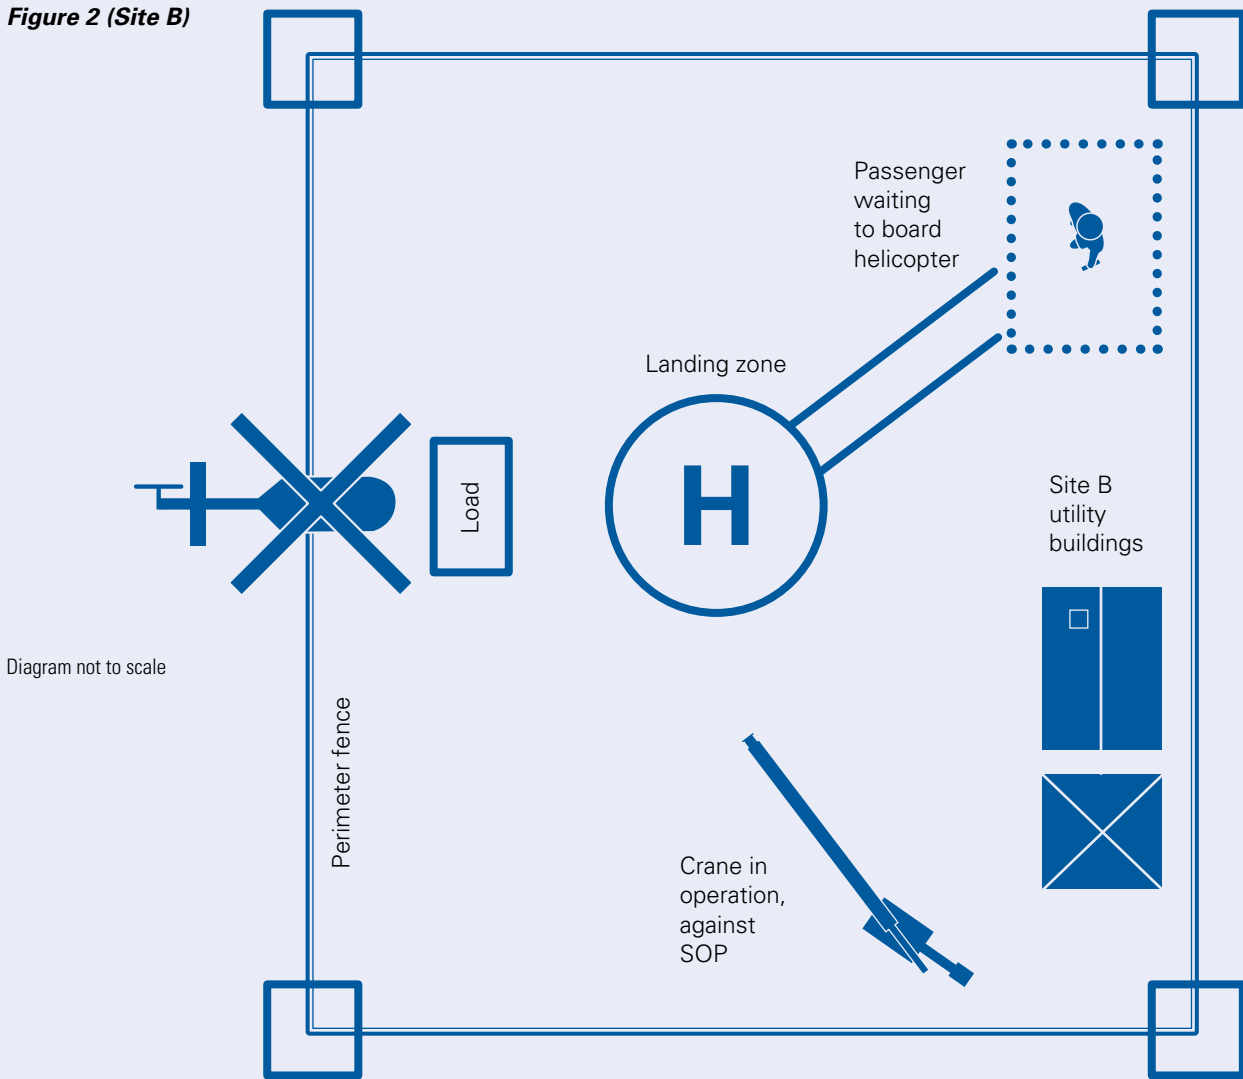 Figure 2 (Site B)
Passenger
waiting
to board
helicopter
Landing zone
H
Load
Site B
utility
buildings
Diagram not to scale
Perimeter fence
Crane in
operation,
against
SOP